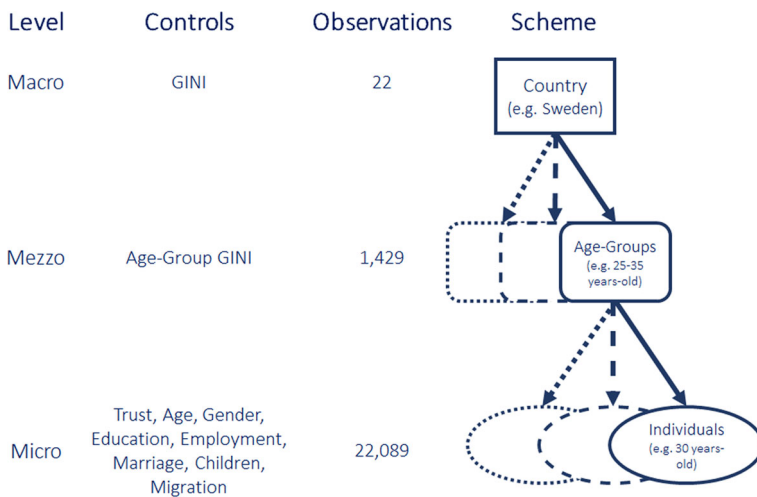 Level Controls Observations Scheme
Macro GINI 22 Country
(e.g. Sweden)
Mezzo Age-Group GINI 1,429 Age-Groups
(e.g. 25-35
years-old)
Micro
Trust, Age, Gender,
Education, Employment,
Marriage, Children,
Migration
22,089
Individuals
(e.g. 30 years-
old)